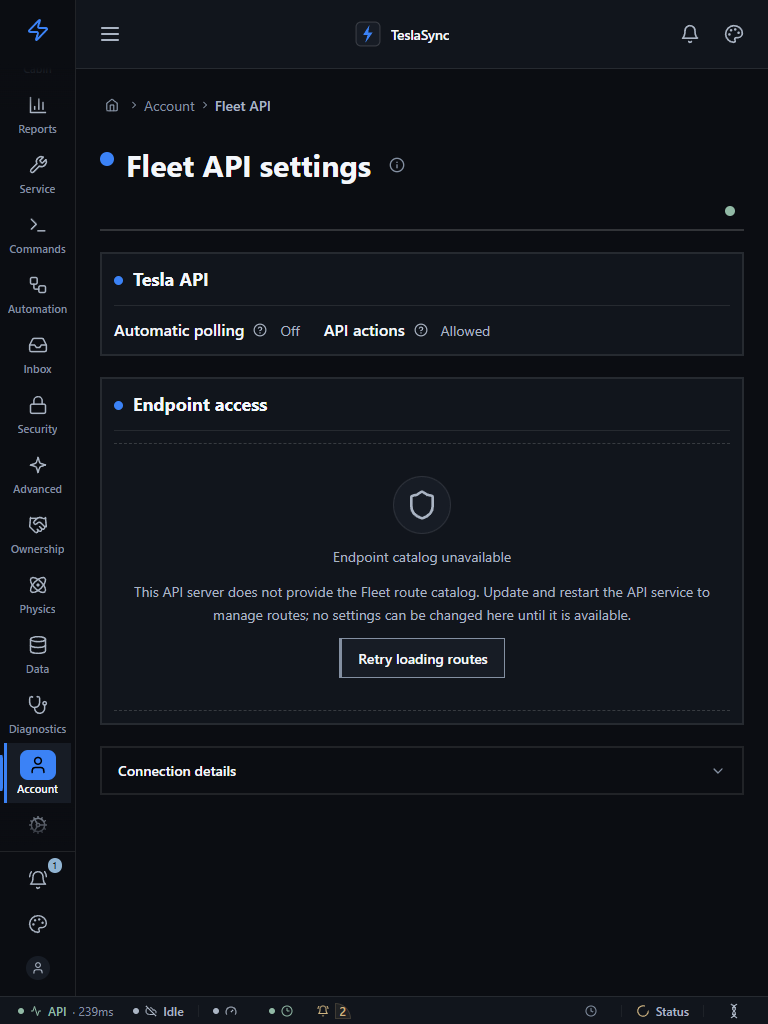 TeslaSync
Reports
Service
Commands
Automation
Inbox
Security
Advanced
Ownership
Physics
Data
Diagnostics
Account
1
Account
Fleet API
Fleet API settings
Tesla API
Automatic polling Off API actions Allowed
Endpoint access
Endpoint catalog unavailable
This API server does not provide the Fleet route catalog. Update and restart the API service to
manage routes; no settings can be changed here until it is available.
Retry loading routes
Connection details
API · 239ms Idle 2 Status